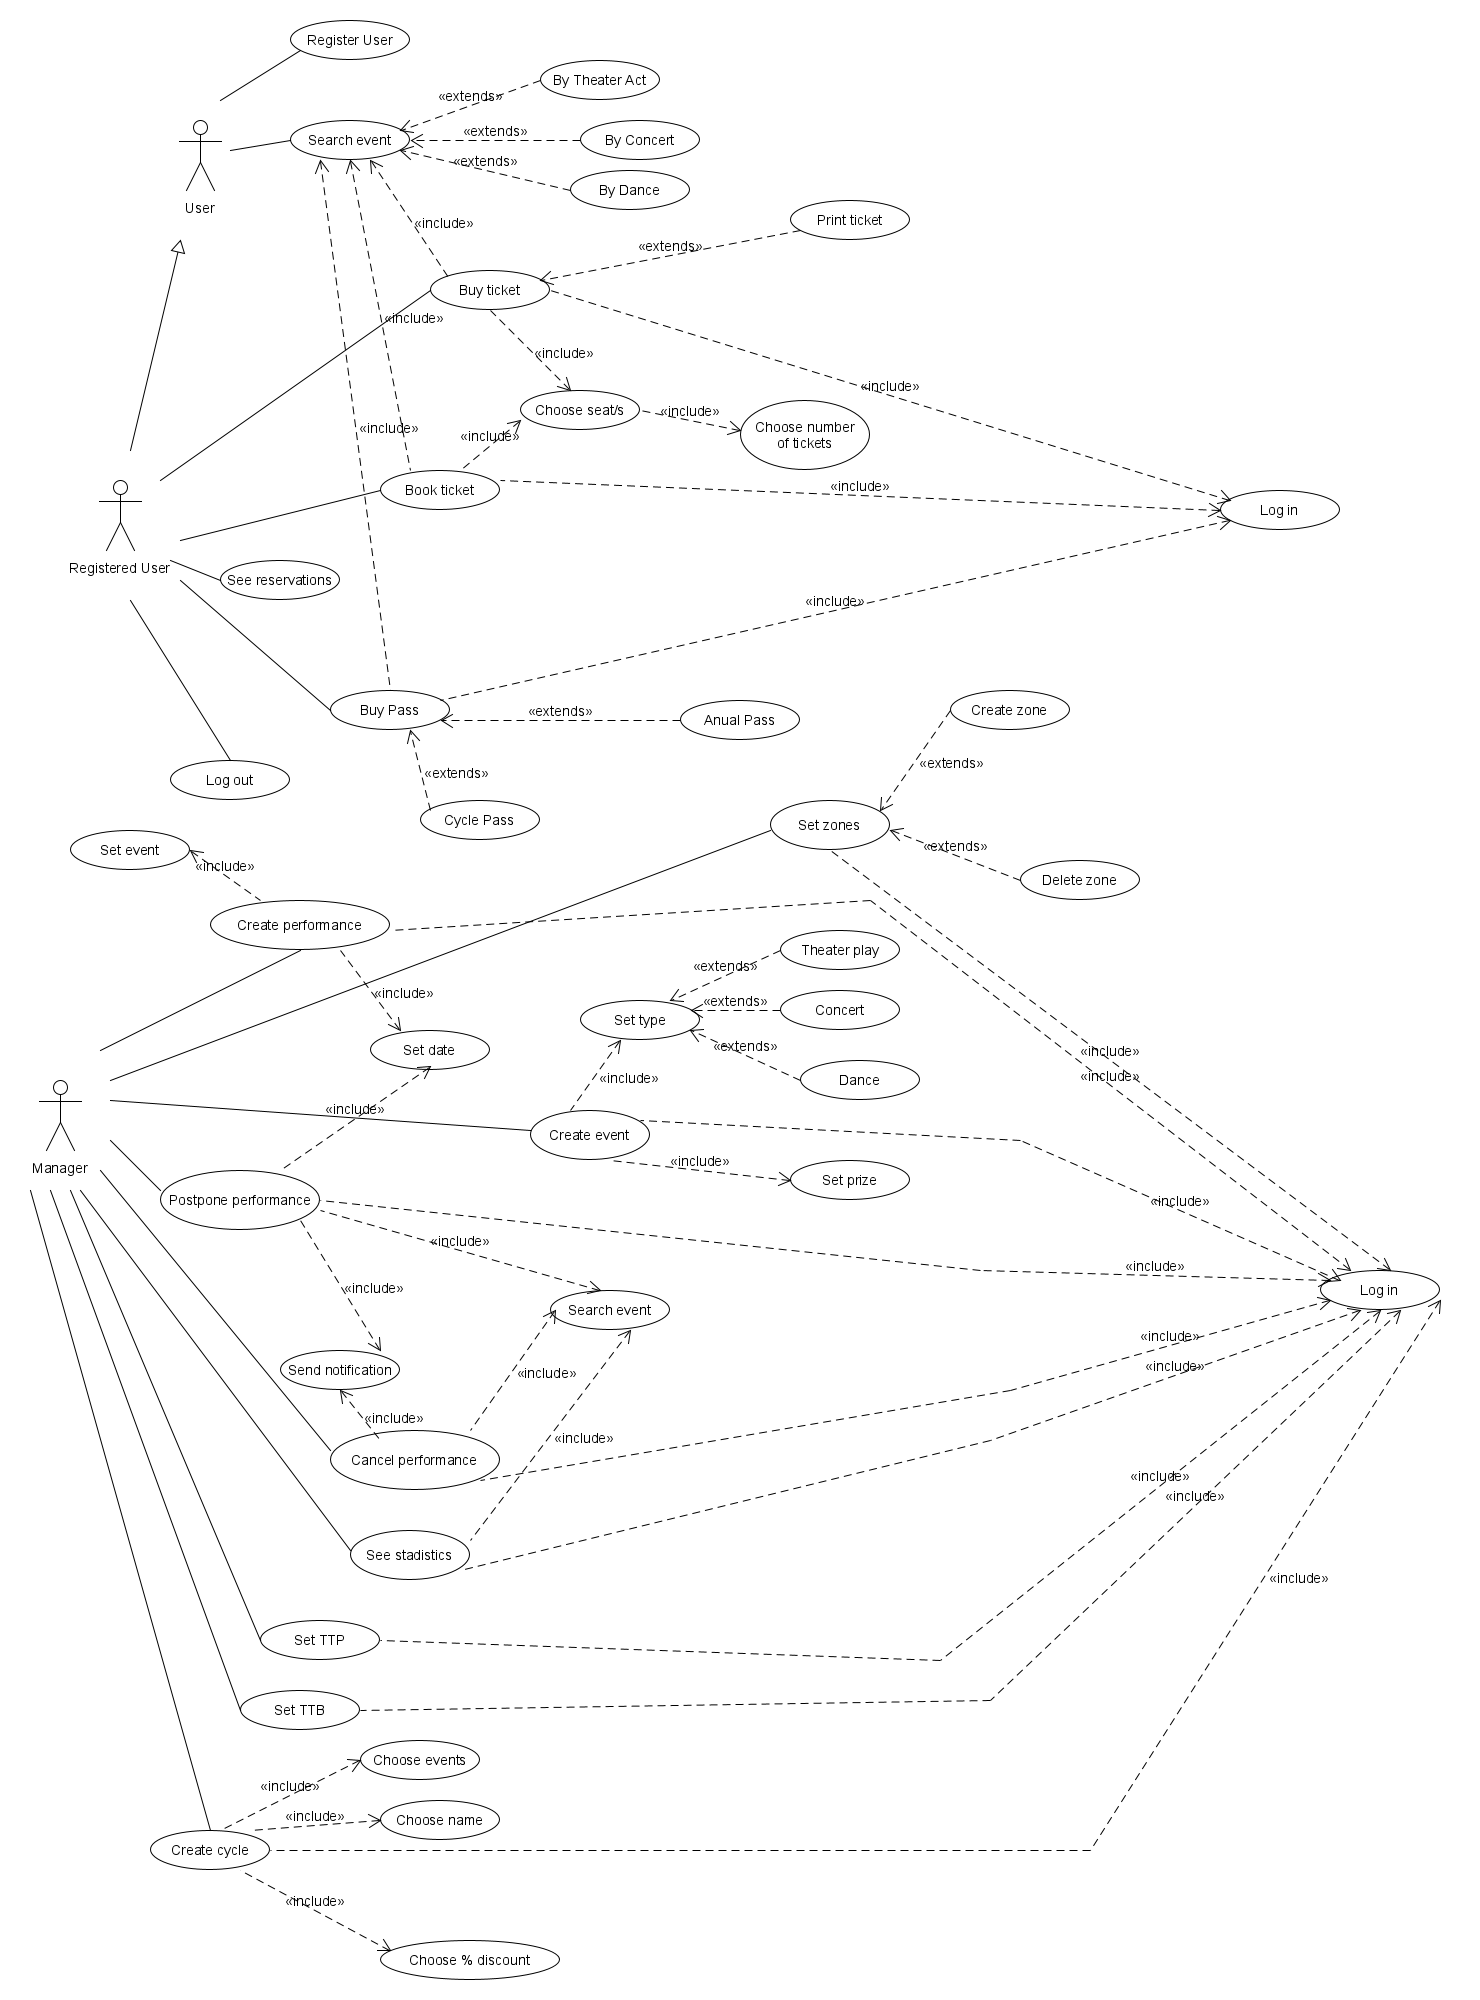 Register User
By Theater Act
«extends»
Search event
«extends»
By Concert
«extends»
By Dance
User
Print ticket
«include»
«extends»
Buy ticket
«include»
«include»
«include»
Choose seat/s
«include»
Choose number
of tickets
«include»
«include»
Book ticket
«include»
Log in
Registered User
See reservations
«include»
Buy Pass
«extends»
Anual Pass
Create zone
«extends»
«extends»
Log out
Cycle Pass
Set zones
Set event
«include»
«extends»
Delete zone
Create performance
Theater play
«extends»
«include»
«extends»
Concert
Set type
Set date
«extends»
«include»
«include»
Dance
«include»
«include»
Create event
Manager
«include»
Set prize
Postpone performance
«include»
«include»
«include»
«include»
Search event
Log in
Send notification
«include»
«include»
«include»
«include»
«include»
Cancel performance
«include»
«include»
See stadistics
«include»
Set TTP
Set TTB
Choose events
«include»
«include»
Choose name
Create cycle
«include»
Choose % discount